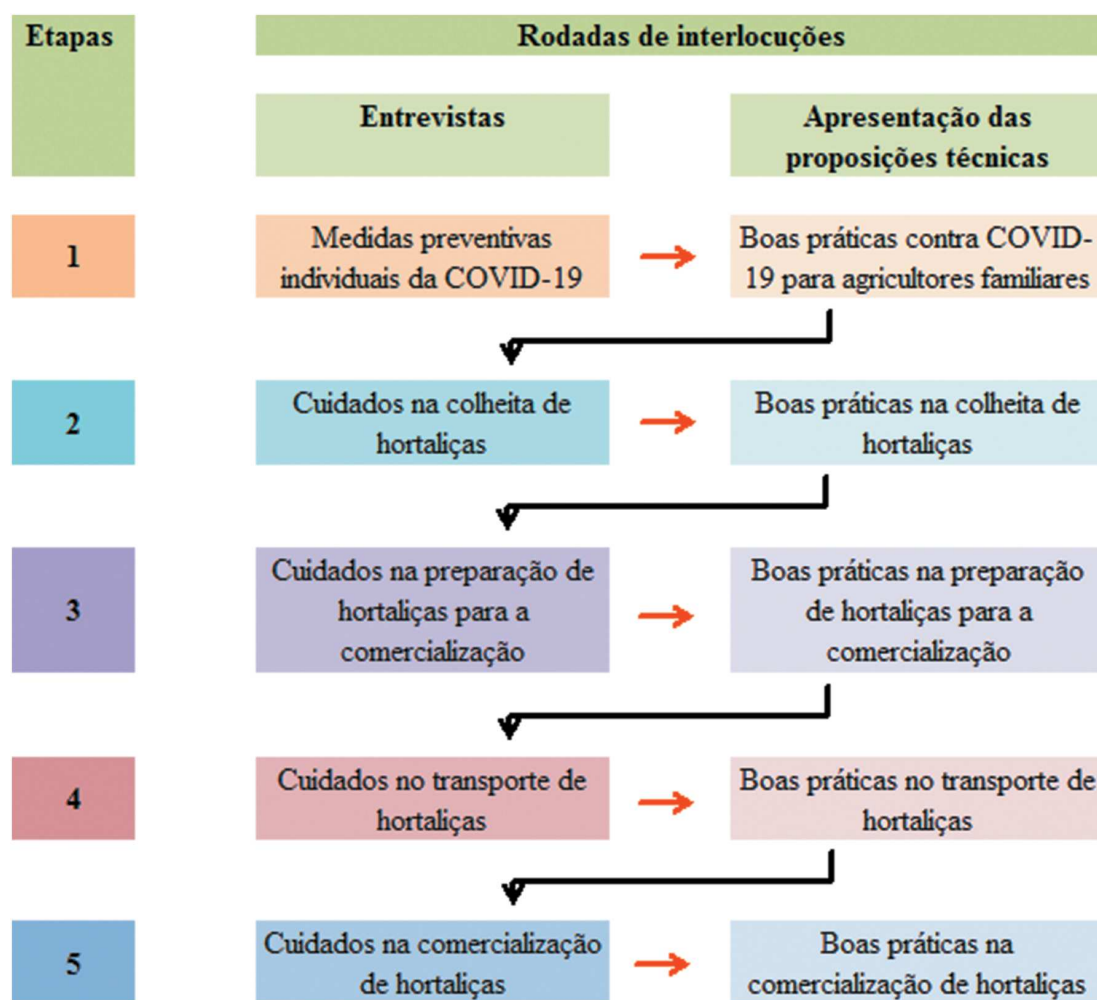 Etapas
Rodadas de interlocuções
Entrevistas
Apresentação das
proposições técnicas
1
Medidas preventivas
individuais da COVID-19
Boas práticas contra COVID-
19 para agricultores familiares
2
Cuidados na colheita de
hortaliças
Boas práticas na colheita de
hortaliças
3
Cuidados na preparação de
hortaliças para a
comercialização
Boas práticas na preparação
de hortaliças para a
comercialização
4
Cuidados no transporte de
hortaliças
Boas práticas no transporte de
hortaliças
5
Cuidados na comercialização
de hortaliças
Boas práticas na
comercialização de hortaliças